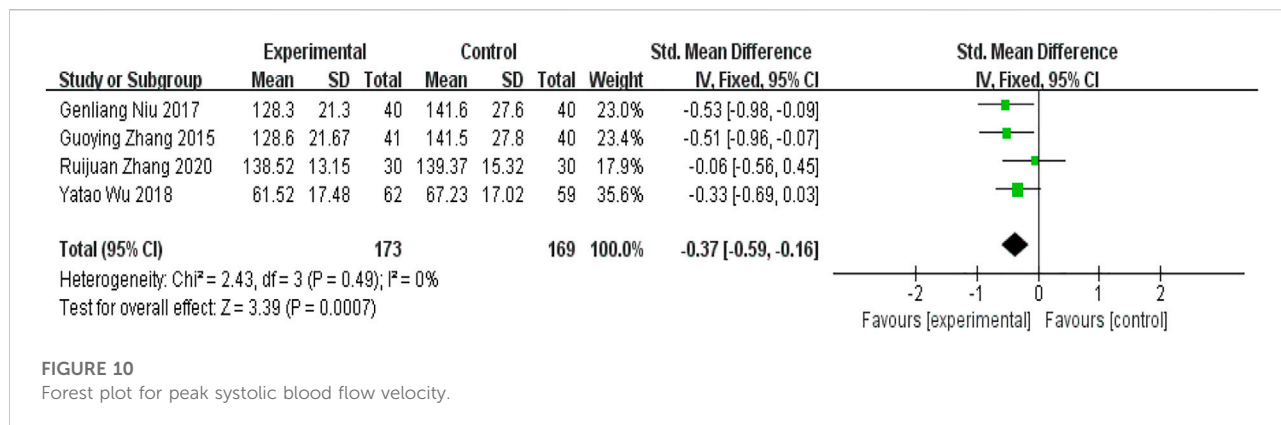 Experimental Control Std. Mean Difference Std. Mean Difference
Study or Subgroup Mean SD Total Mean SD Total Weight IV, Fixed, 95% CI IV, Fixed, 95% CI
Genliang Niu 2017 128.3 21.3 40 141.6 27.6 40 23.0% -0.53 [-0.98, -0.09]
Guoying Zhang 2015 128.6 21.67 41 141.5 27.8 40 23.4% -0.51 [-0.96, -0.07]
Ruijuan Zhang 2020 138.52 13.15 30 139.37 15.32 30 17.9% -0.06 [-0.56, 0.45]
Yatao Wu 2018 61.52 17.48 62 67.23 17.02 59 35.6% -0.33 [-0.69, 0.03]
Total (95% CI) 173 169 100.0% -0.37 [-0.59, -0.16]
Heterogeneity: Chi² = 2.43, df = 3 (P = 0.49); I² = 0%
Test for overall effect: Z = 3.39 (P = 0.0007)
-2 -1 0 1 2
Favours [experimental] Favours [control]
FIGURE 10
Forest plot for peak systolic blood flow velocity.